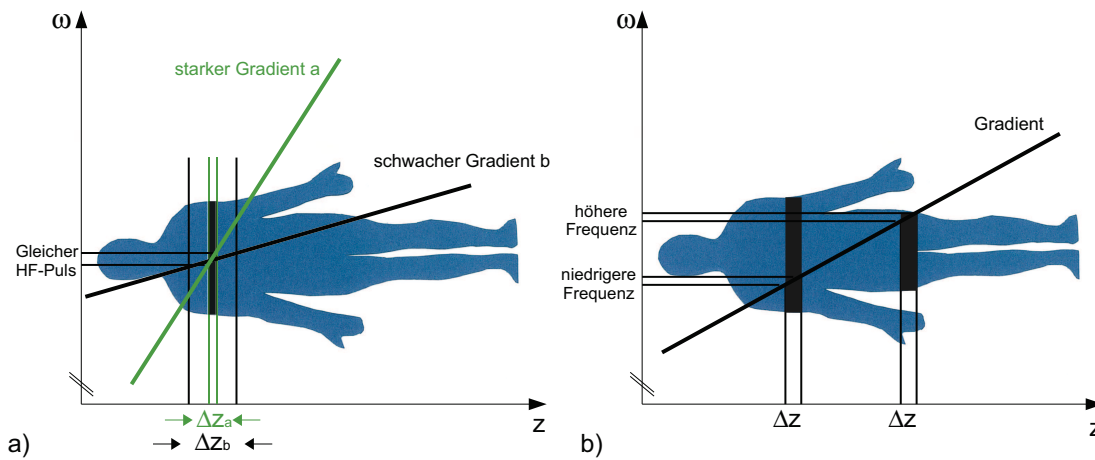 ω
starker Gradient a
schwacher Gradient b
Gleicher
HF-Puls
Δza
Δzb
z
a)
ω
Gradient
höhere
Frequenz
niedrigere
Frequenz
Δz Δz
z
b)